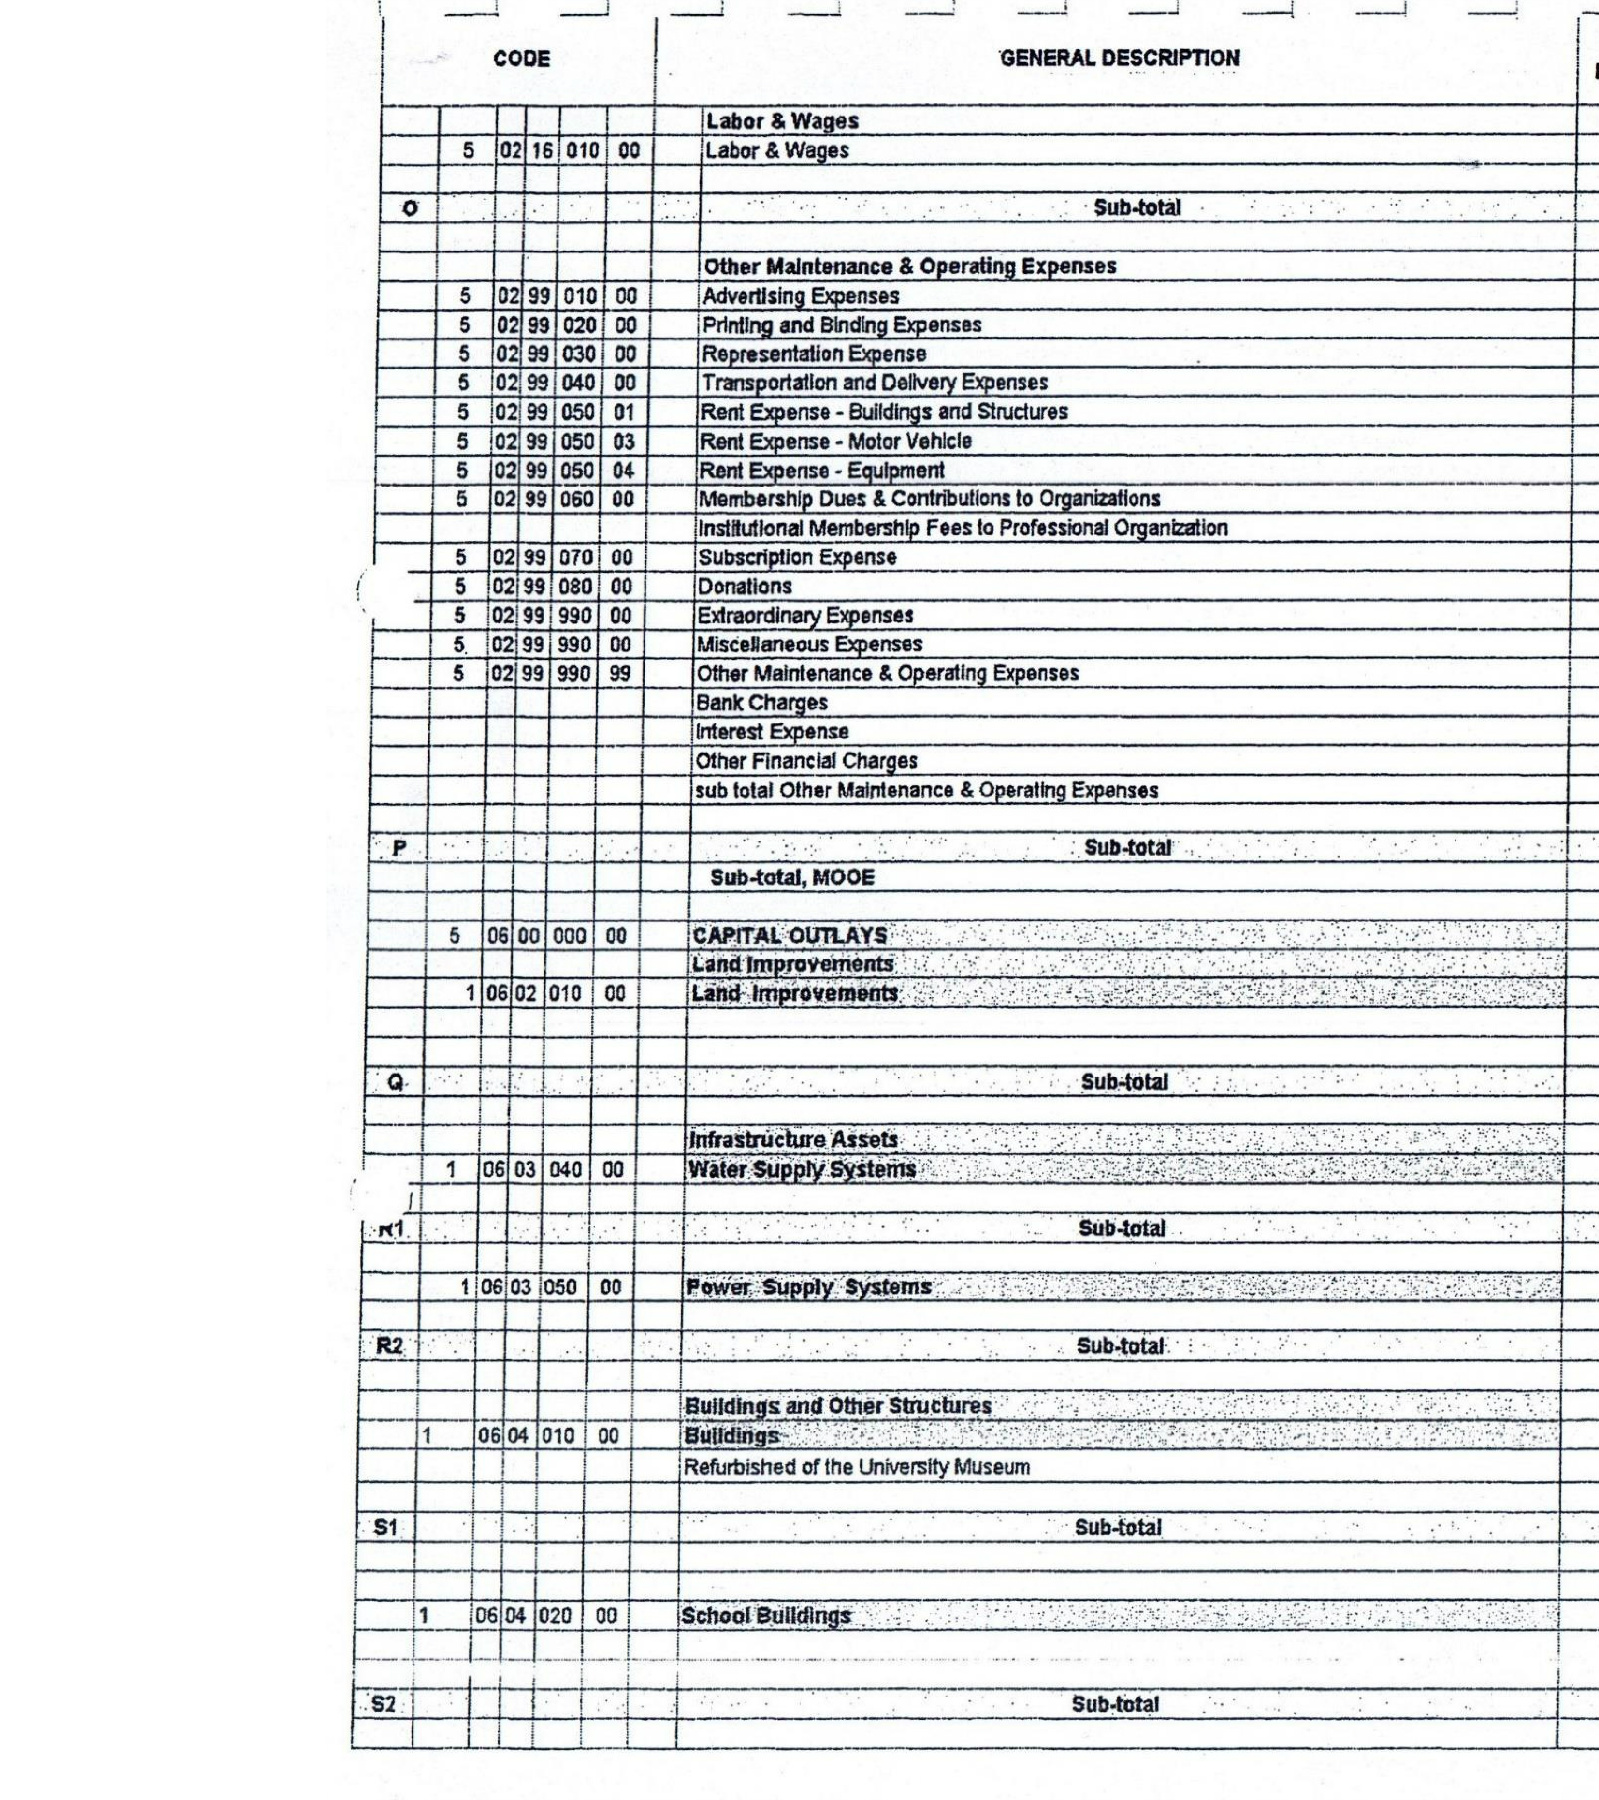 CODE GENERAL DESCRIPTION
Labor & Wages
5 02 16 010 00 Labor & Wages
O Sub-total
Other Maintenance & Operating Expenses
5 02 99 010 00 Advertising Expenses
5 02 99 020 00 Printing and Binding Expenses
5 02 99 030 00 Representation Expense
5 02 99 040 00 Transportation and Delivery Expenses
5 02 99 050 01 Rent Expense - Buildings and Structures
5 02 99 050 03 Rent Expense - Motor Vehicle
5 02 99 050 04 Rent Expense - Equipment
5 02 99 060 00 Membership Dues & Contributions to Organizations
Institutional Membership Fees to Professional Organization
5 02 99 070 00 Subscription Expense
5 02 99 080 00 Donations
5 02 99 990 00 Extraordinary Expenses
5 02 99 990 00 Miscellaneous Expenses
5 02 99 990 99 Other Maintenance & Operating Expenses
Bank Charges
Interest Expense
Other Financial Charges
sub total Other Maintenance & Operating Expenses
P Sub-total
Sub-total, MOOE
5 06 00 000 00 CAPITAL OUTLAYS
Land Improvements
1 06 02 010 00 Land Improvements
Q Sub-total
Infrastructure Assets
1 06 03 040 00 Water Supply Systems
R1 Sub-total
1 06 03 050 00 Power Supply Systems
R2 Sub-total
Buildings and Other Structures
1 06 04 010 00 Buildings
Refurbished of the University Museum
S1 Sub-total
1 06 04 020 00 School Buildings
S2 Sub-total